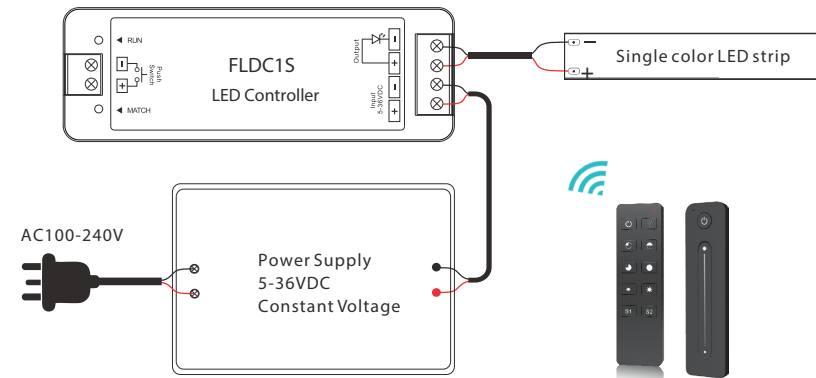 ◄ RUN
Push
Switch
◄ MATCH
FLDC1S
LED Controller
Output
Input
5-36VDC
-
+
-
+
-
+
Single color LED strip
-
+
AC100-240V
Power Supply
5-36VDC
Constant Voltage
S1 S2